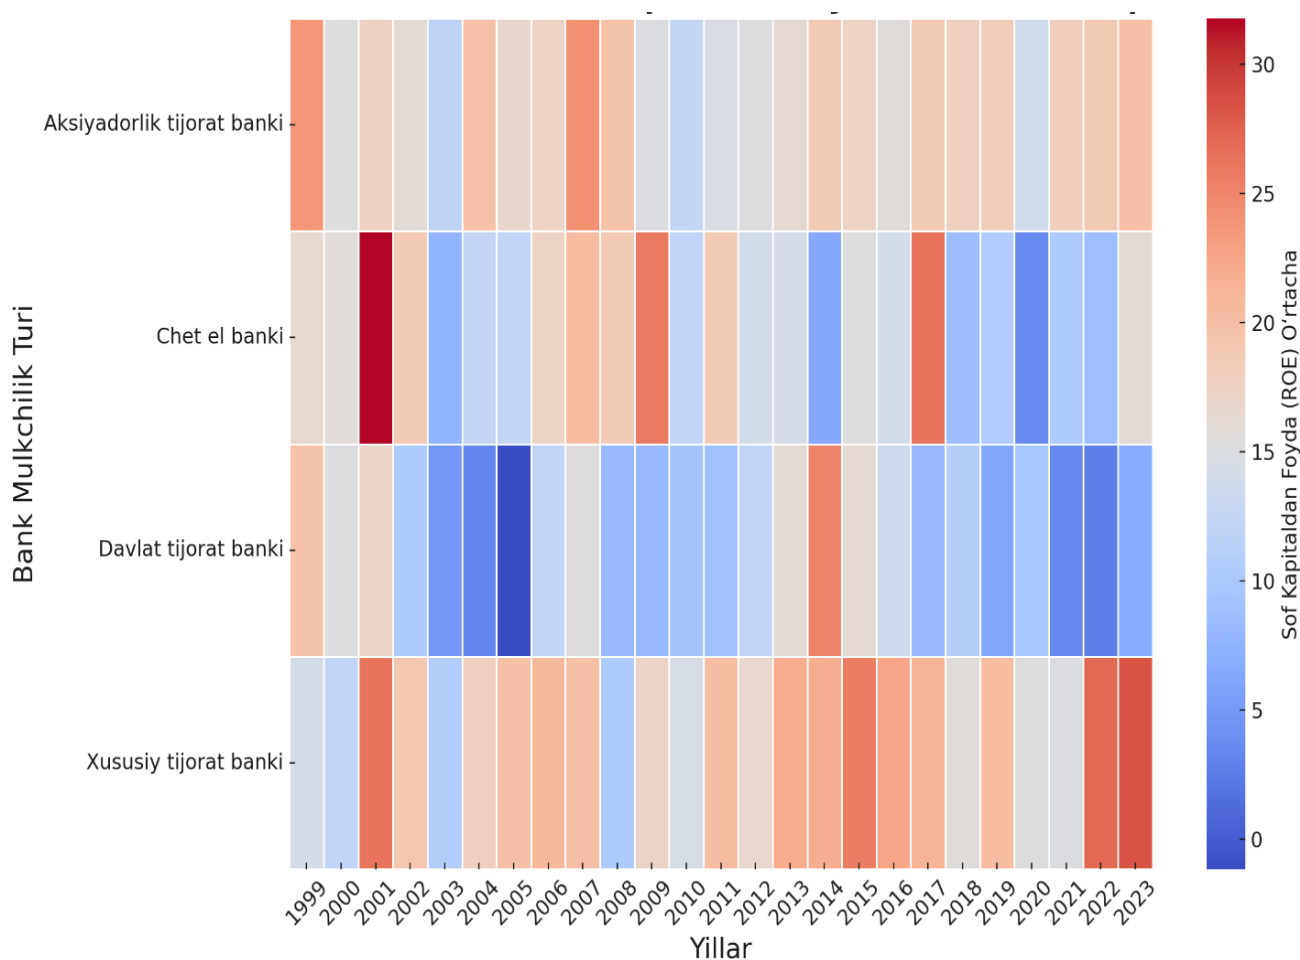 Aksiyadorlik tijorat banki
Chet el banki
Davlat tijorat banki
Xususiy tijorat banki
Bank Mulkchilik Turi
1999 2000 2001 2002 2003 2004 2005 2006 2007 2008 2009 2010 2011 2012 2013 2014 2015 2016 2017 2018 2019 2020 2021 2022 2023
Yillar
30
25
20
15
10
5
0
Sof Kapitaldan Foyda (ROE) O‘rtacha